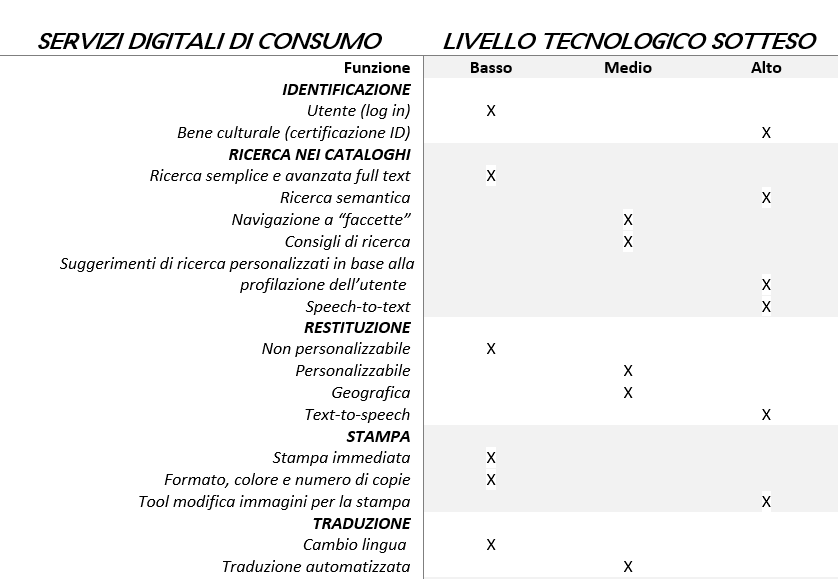 SERVIZI DIGITALI DI CONSUMO LIVELLO TECNOLOGICO SOTTESO
Funzione Basso Medio Alto
IDENTIFICAZIONE
Utente (log in) X
Bene culturale (certificazione ID) X
RICERCA NEI CATALOGHI
Ricerca semplice e avanzata full text X
Ricerca semantica X
Navigazione a “faccette” X
Consigli di ricerca X
Suggerimenti di ricerca personalizzati in base alla
profilazione dell’utente X
Speech-to-text X
RESTITUZIONE
Non personalizzabile X
Personalizzabile X
Geografica X
Text-to-speech X
STAMPA
Stampa immediata X
Formato, colore e numero di copie X
Tool modifica immagini per la stampa X
TRADUZIONE
Cambio lingua X
Traduzione automatizzata X